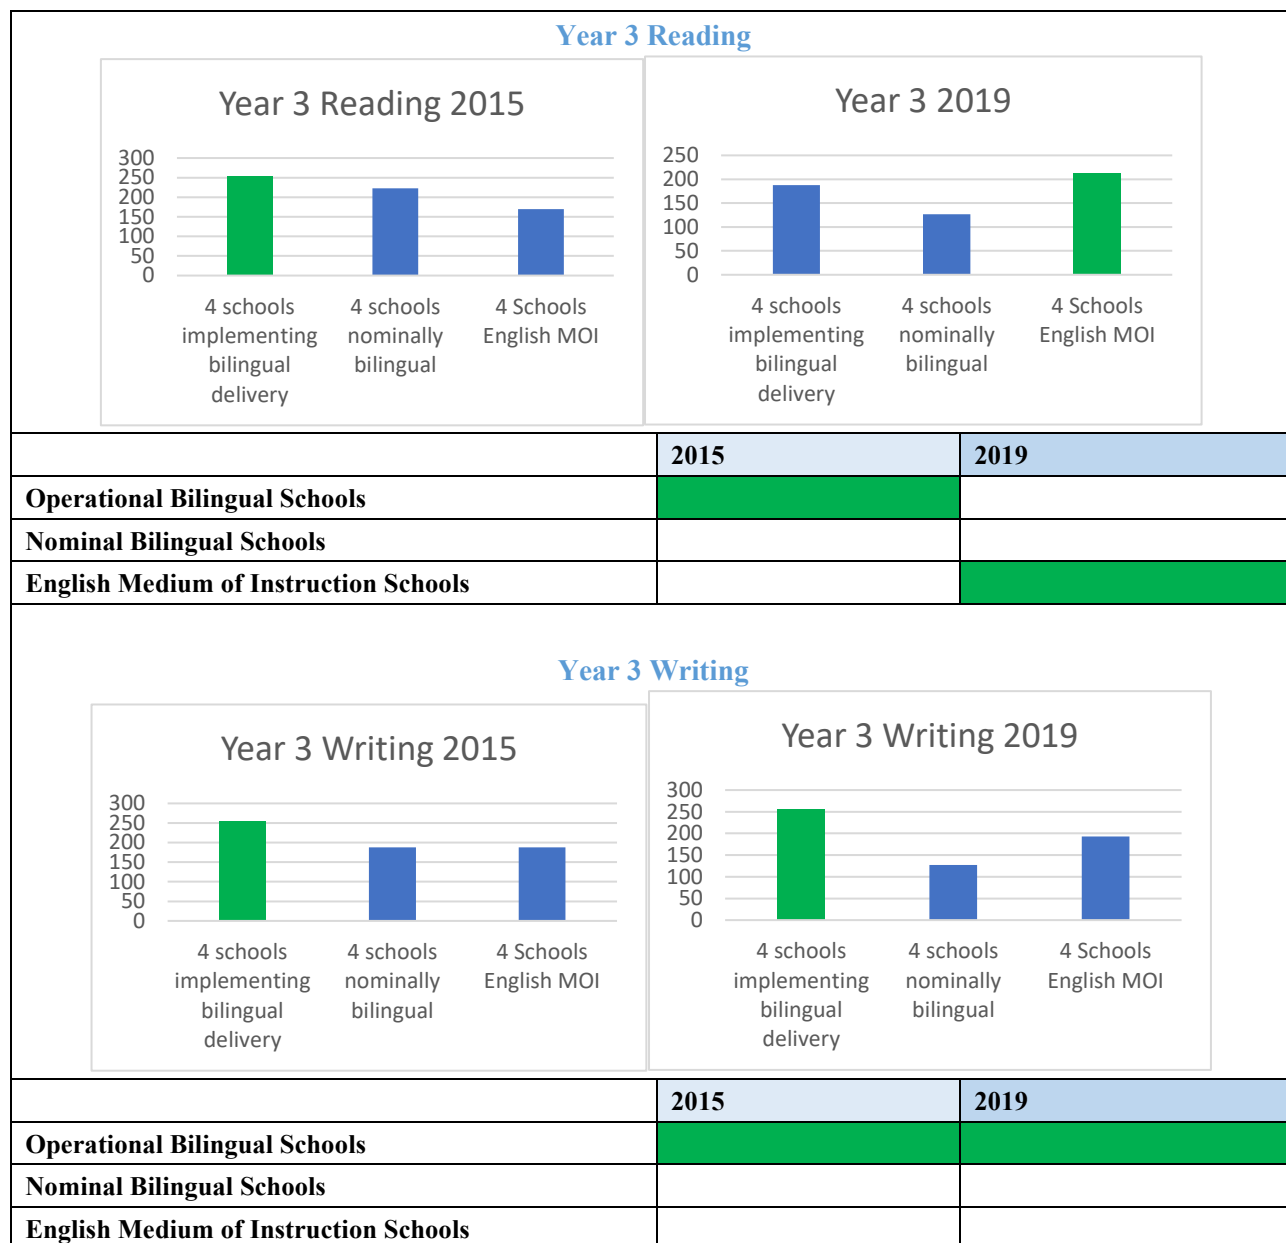 Year 3 Reading
Year 3 Reading 2015
300
250
200
150
100
50
0
4 schools implementing bilingual delivery
4 schools nominally bilingual
4 Schools English MOI
Year 3 2019
250
200
150
100
50
0
4 schools implementing bilingual delivery
4 schools nominally bilingual
4 Schools English MOI
2015 2019
Operational Bilingual Schools
Nominal Bilingual Schools
English Medium of Instruction Schools
Year 3 Writing
Year 3 Writing 2015
300
250
200
150
100
50
0
4 schools implementing bilingual delivery
4 schools nominally bilingual
4 Schools English MOI
Year 3 Writing 2019
300
250
200
150
100
50
0
4 schools implementing bilingual delivery
4 schools nominally bilingual
4 Schools English MOI
2015 2019
Operational Bilingual Schools
Nominal Bilingual Schools
English Medium of Instruction Schools